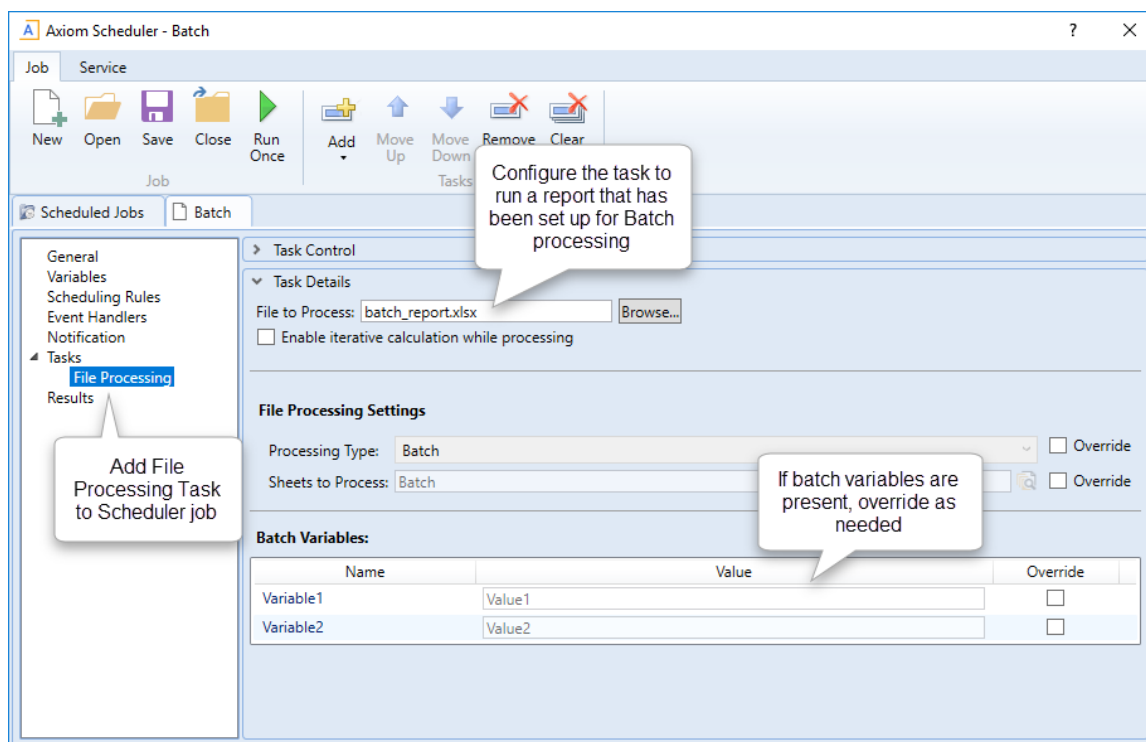 Axiom Scheduler - Batch
?
Job Service
New Open Save Close Run Once Add Move Up Move Down Remove Clear
Job
Tasks
Configure the task to
run a report that has
been set up for Batch
processing
Scheduled Jobs Batch
General
Variables
Scheduling Rules
Event Handlers
Notification
Tasks
File Processing
Results
Add File
Processing Task
to Scheduler job
Task Control
Task Details
File to Process: batch_report.xlsx Browse...
Enable iterative calculation while processing
File Processing Settings
Processing Type: Batch Override
Sheets to Process: Batch Override
If batch variables are
present, override as
needed
Batch Variables:
Name Value Override
Variable1 Value1
Variable2 Value2